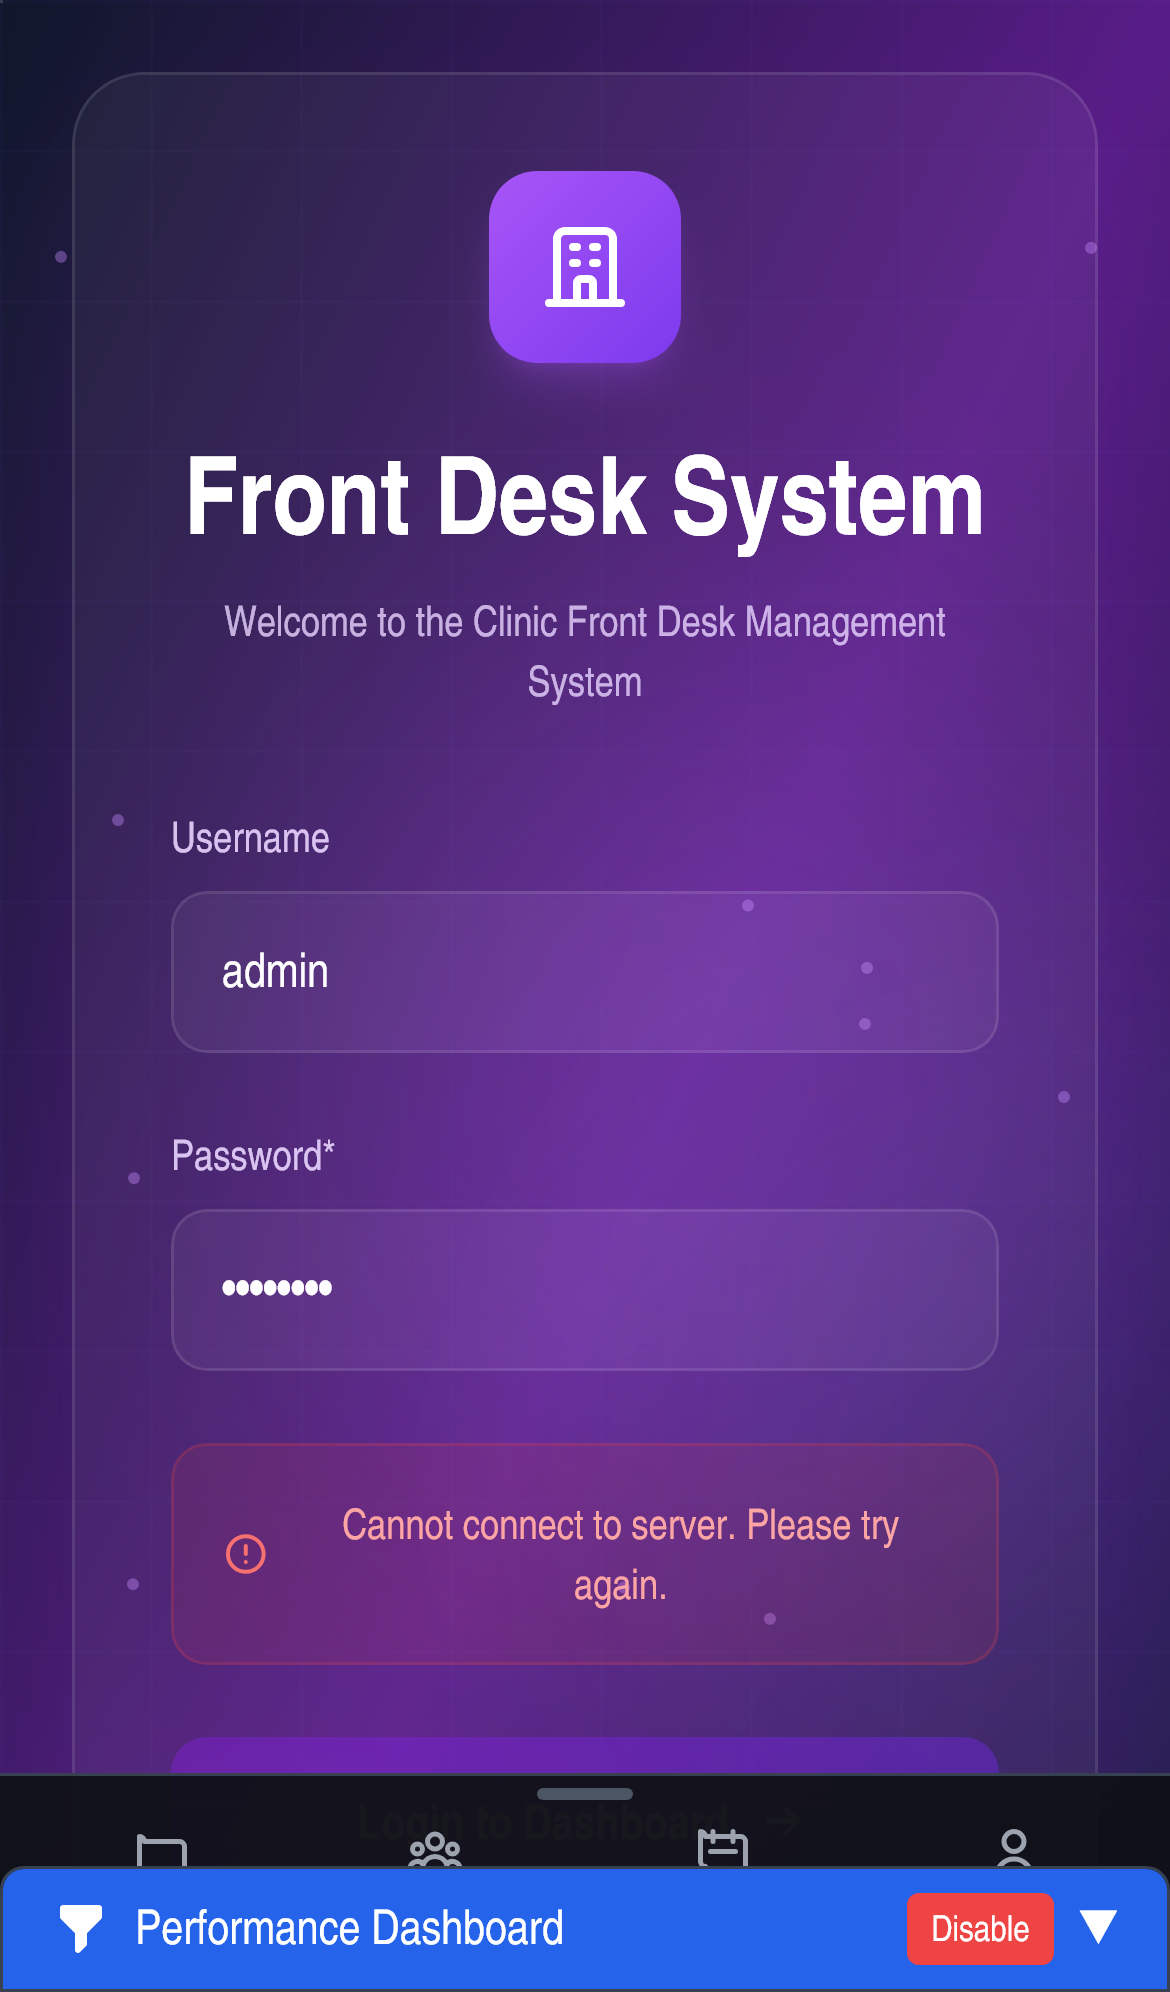 Front Desk System
Welcome to the Clinic Front Desk Management
System
Username
admin
Password*
••••••••
Cannot connect to server. Please try
again.
Login to Dashboard →
Performance Dashboard
Disable